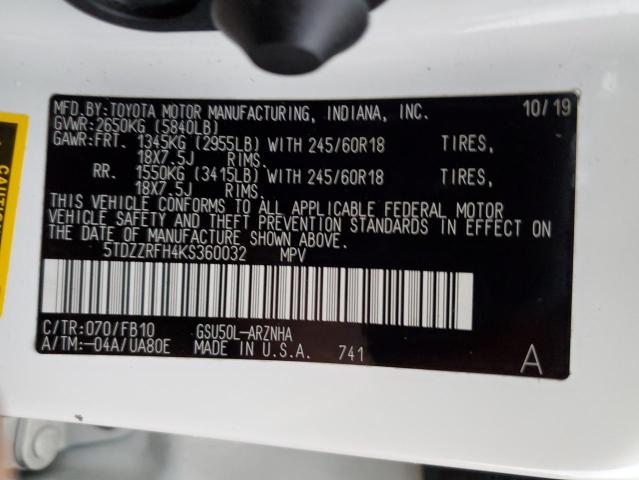 MFD.BY:TOYOTA MOTOR MANUFACTURING, INDIANA, INC. 10/19
GVWR:2650KG (5840LB)
GAWR:FRT. 1345KG (2955LB) WITH 245/60R18 TIRES,
18X7.5J RIMS.
RR. 1550KG (3415LB) WITH 245/60R18 TIRES,
18X7.5J RIMS.
THIS VEHICLE CONFORMS TO ALL APPLICABLE FEDERAL MOTOR
VEHICLE SAFETY AND THEFT PREVENTION STANDARDS IN EFFECT ON
THE DATE OF MANUFACTURE SHOWN ABOVE.
5TDZZRFH4KS360032 MPV
C/TR:070/FB10 GSU50L-ARZNHA
A/TM:-04A/UA80E MADE IN U.S.A. 741 A
CAUTION